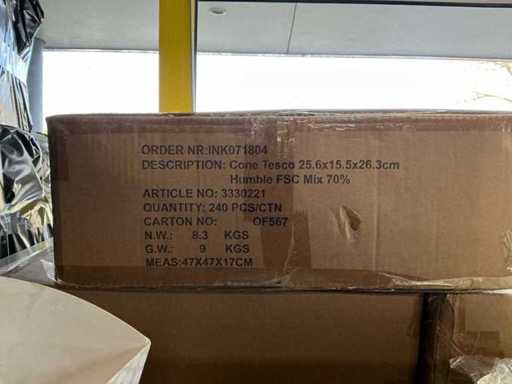 ORDER NR:INK071804
DESCRIPTION: Cone Tesco 25.6x15.5x26.3cm
Humble FSC Mix 70%
ARTICLE NO: 3330221
QUANTITY: 240 PCS/CTN
CARTON NO: OF567
N.W.: 8.3 KGS
G.W.: 9 KGS
MEAS:47X47X17CM